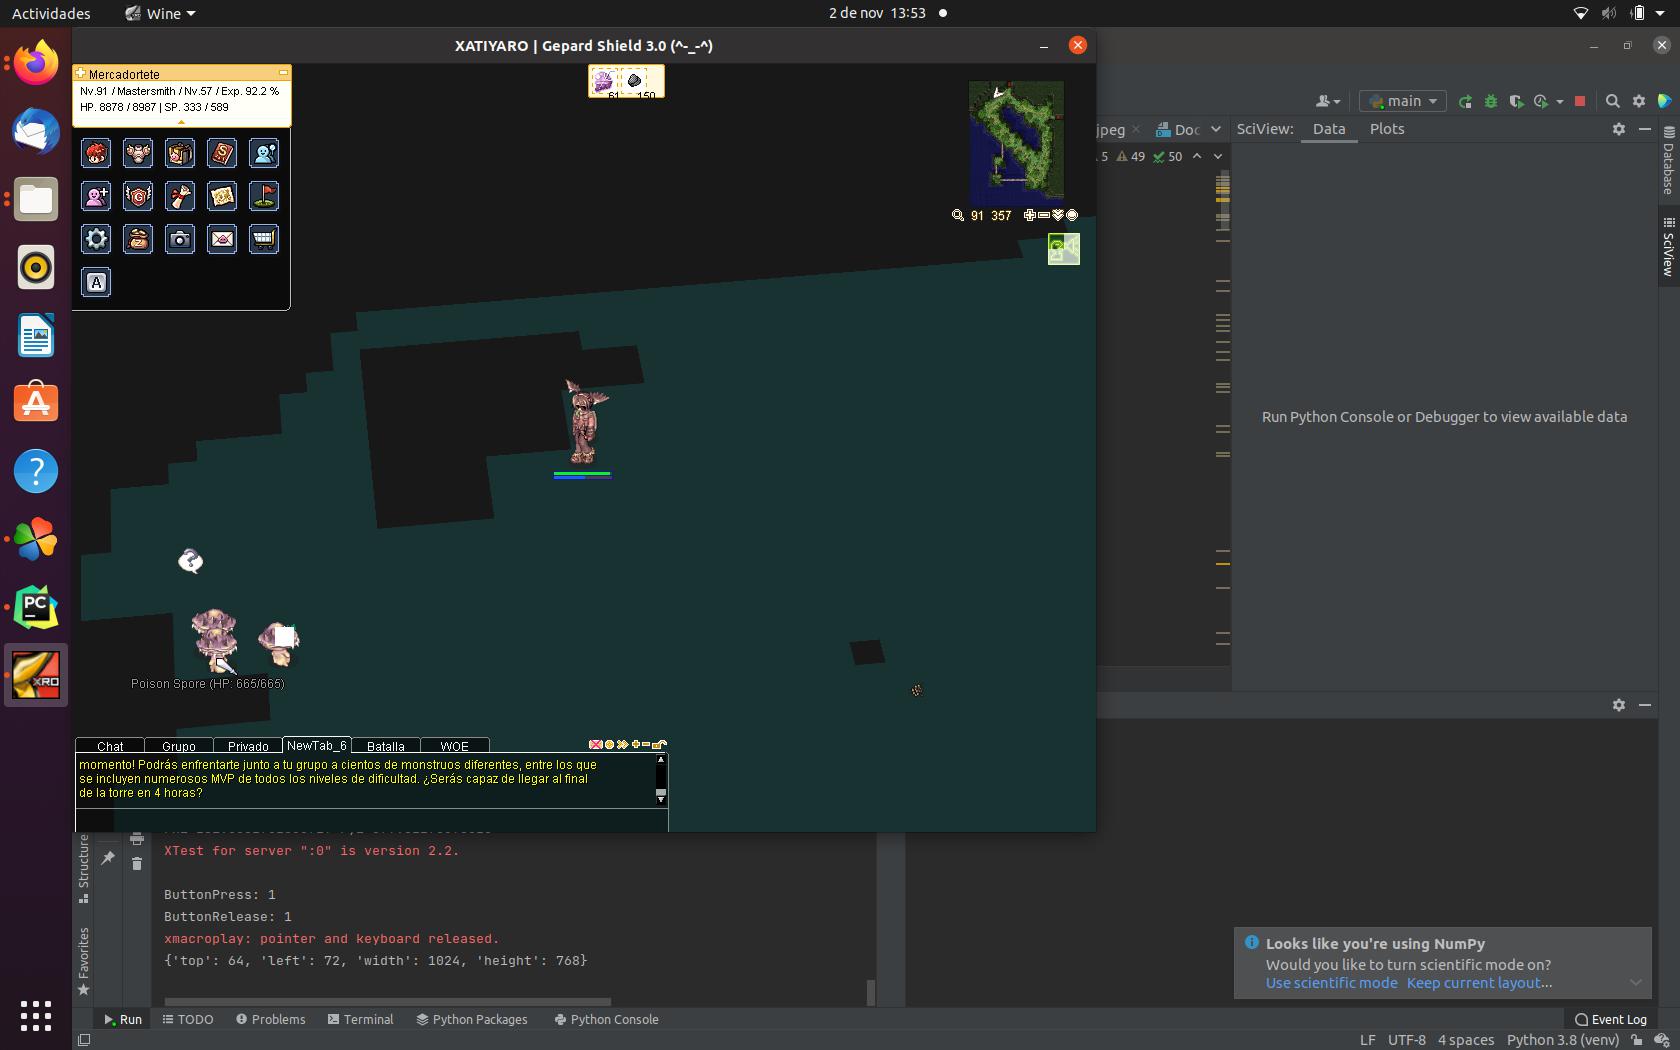 Actividades
Wine
2 de nov 13:53
XATIYARO | Gepard Shield 3.0 (^-_-^)
Mercadortete
Nv.91 / Mastersmith / Nv.57 / Exp. 92.2 %
HP. 8878 / 8987 | SP. 333 / 589
61
150
91 357
A
Poison Spore (HP: 665/665)
Chat
Grupo
Privado
NewTab_6
Batalla
WOE
momento! Podrás enfrentarte junto a tu grupo a cientos de monstruos diferentes, entre los que
se incluyen numerosos MVP de todos los niveles de dificultad. ¿Serás capaz de llegar al final
de la torre en 4 horas?
main
jpeg
Doc
SciView:
Data
Plots
5
49
50
Database
SciView
Run Python Console or Debugger to view available data
PC
XRO
Structure
Favorites
XTest for server ":0" is version 2.2.
ButtonPress: 1
ButtonRelease: 1
xmacroplay: pointer and keyboard released.
{'top': 64, 'left': 72, 'width': 1024, 'height': 768}
Looks like you're using NumPy
Would you like to turn scientific mode on?
Use scientific mode Keep current layout...
Run
TODO
Problems
Terminal
Python Packages
Python Console
Event Log
LF
UTF-8
4 spaces
Python 3.8 (venv)